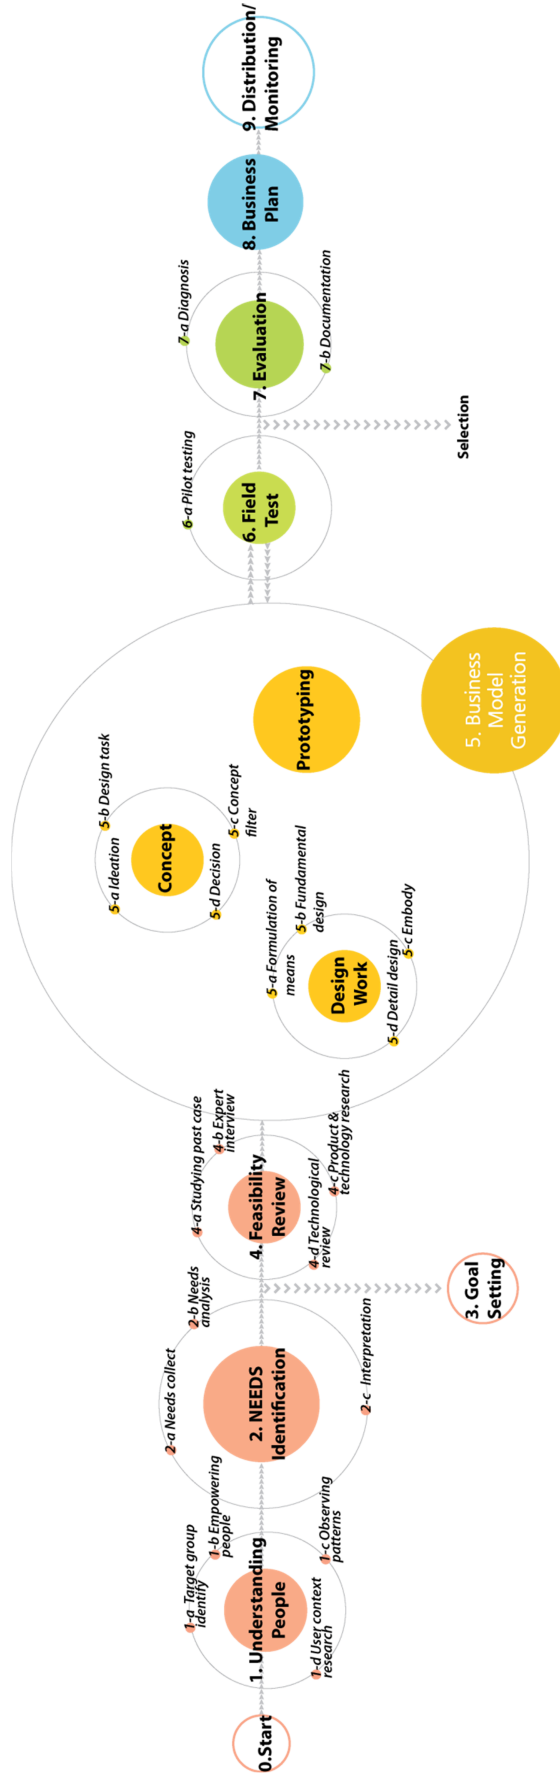 0.Start
1. Understanding
People
1-a Target group
identify
1-b Empowering
people
1-c Observing
patterns
1-d User context
research
2. NEEDS
Identification
2-a Needs collect
2-b Needs
analysis
2-c Interpretation
3. Goal
Setting
4. Feasibility
Review
4-a Studying past case
4-b Expert
interview
4-c Product &
technology research
4-d Technological
review
Design
Work
5-a Formulation of
means
5-b Fundamental
design
5-c Embody
5-d Detail design
Concept
5-a Ideation
5-b Design task
5-c Concept
filter
5-d Decision
Prototyping
5. Business
Model
Generation
6. Field
Test
6-a Pilot testing
Selection
7. Evaluation
7-a Diagnosis
7-b Documentation
8. Business
Plan
9. Distribution/
Monitoring